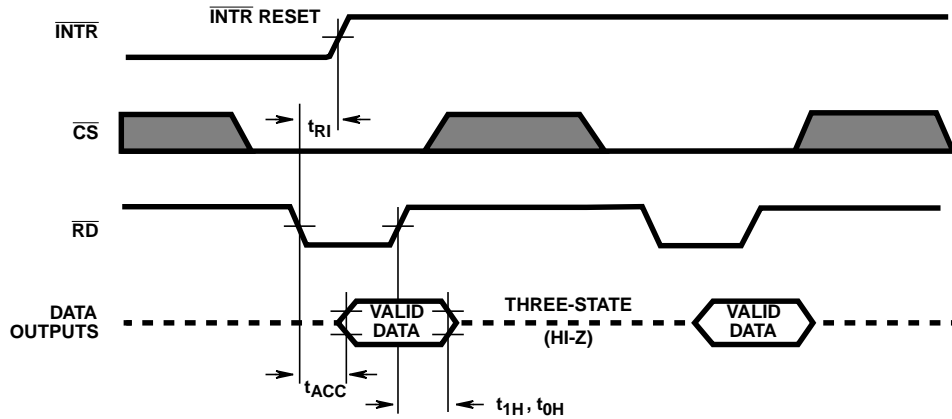 INTR
INTR RESET
tRI
CS
RD
DATA
OUTPUTS
VALID
DATA
THREE-STATE
(HI-Z)
VALID
DATA
tACC
t1H, t0H